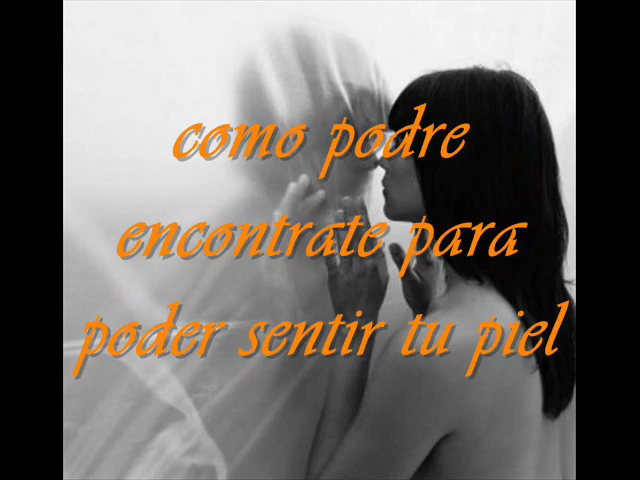 como podre
encontrate para
poder sentir tu piel